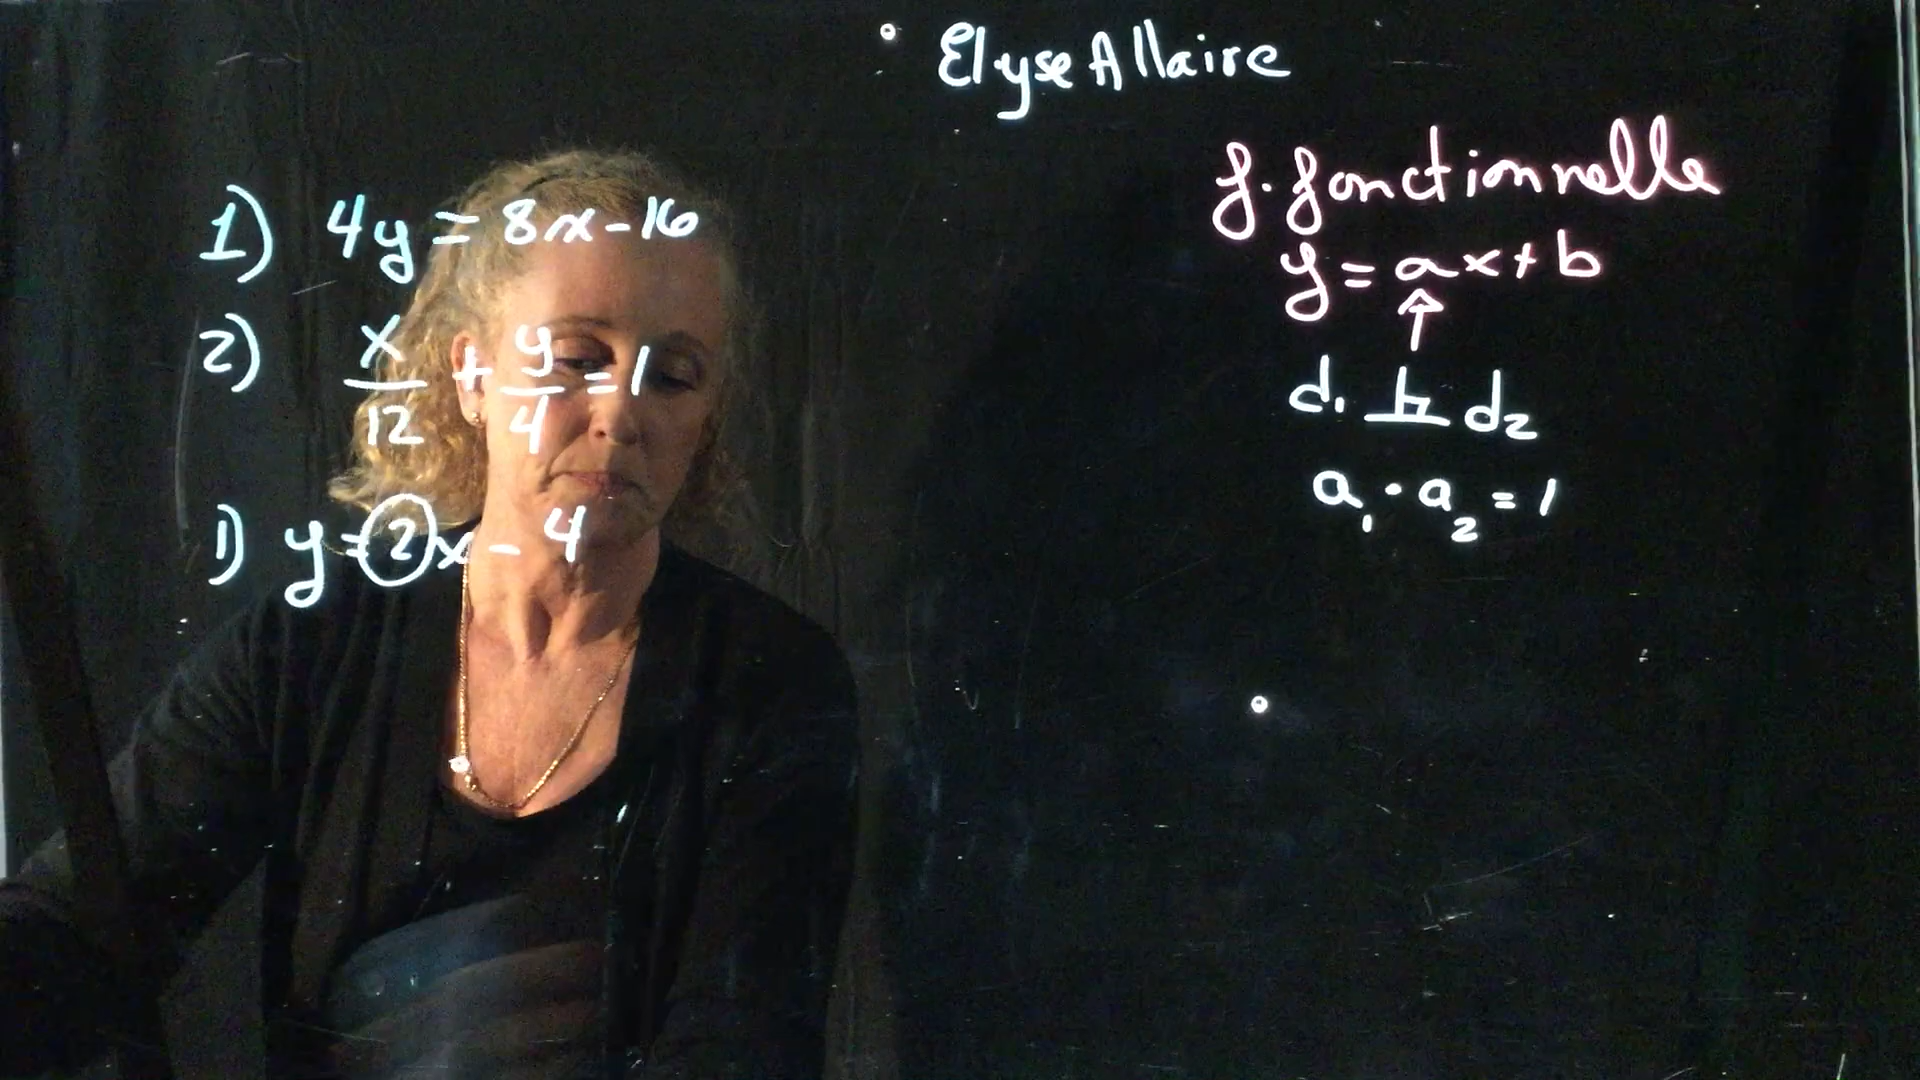 Elyse Allaire
1) 4y = 8x - 16
2) x/12 + y/4 = 1
1) y = 2x - 4
f. fonctionnelle
y = ax + b
↑
d₁ ⊥ d₂
a₁ · a₂ = 1